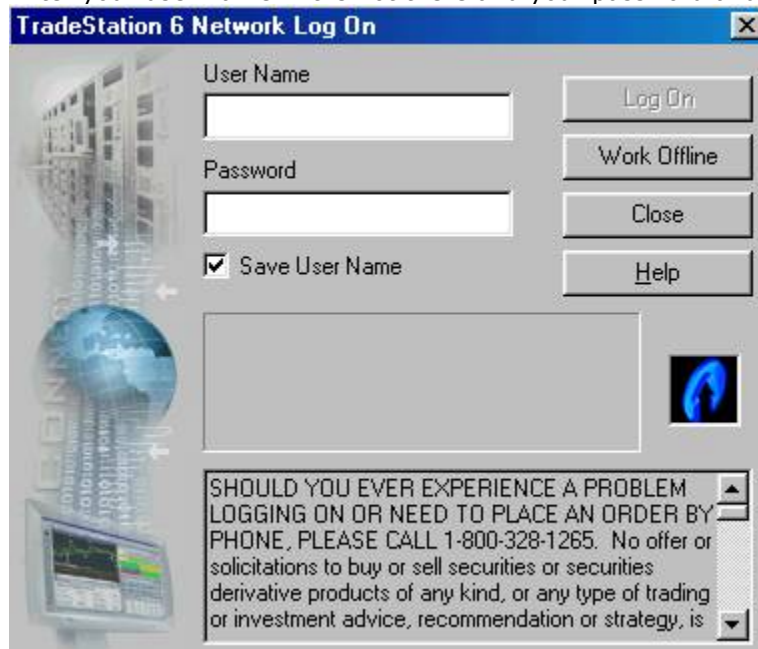 TradeStation 6 Network Log On
User Name
Log On
Work Offline
Password
Close
Save User Name
Help
SHOULD YOU EVER EXPERIENCE A PROBLEM
LOGGING ON OR NEED TO PLACE AN ORDER BY
PHONE, PLEASE CALL 1-800-328-1265. No offer or
solicitations to buy or sell securities or securities
derivative products of any kind, or any type of trading
or investment advice, recommendation or strategy, is